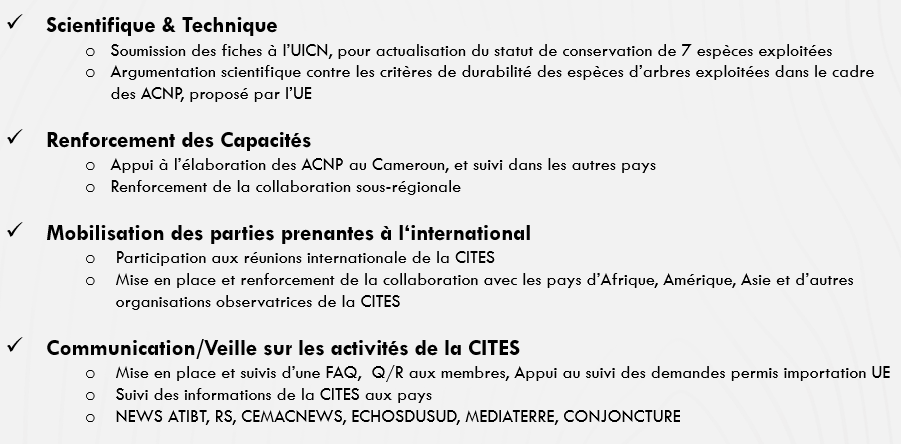 ✓ Scientifique & Technique
o Soumission des fiches à l'UICN, pour actualisation du statut de conservation de 7 espèces exploitées
o Argumentation scientifique contre les critères de durabilité des espèces d'arbres exploitées dans le cadre
des ACNP, proposé par l'UE
✓ Renforcement des Capacités
o Appui à l'élaboration des ACNP au Cameroun, et suivi dans les autres pays
o Renforcement de la collaboration sous-régionale
✓ Mobilisation des parties prenantes à l'international
o Participation aux réunions internationale de la CITES
o Mise en place et renforcement de la collaboration avec les pays d'Afrique, Amérique, Asie et d'autres
organisations observatrices de la CITES
✓ Communication/Veille sur les activités de la CITES
o Mise en place et suivis d'une FAQ, Q/R aux membres, Appui au suivi des demandes permis importation UE
o Suivi des informations de la CITES aux pays
o NEWS ATIBT, RS, CEMACNEWS, ECHOSDUSUD, MEDIATERRE, CONJONCTURE